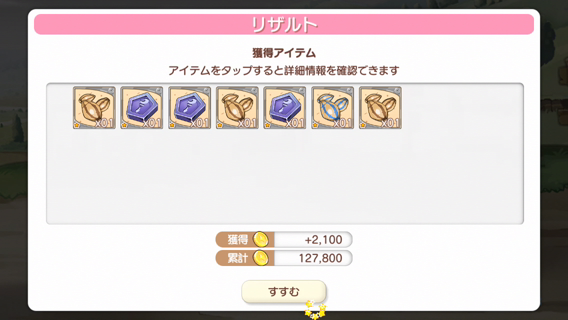 リザルト
獲得アイテム
アイテムをタップすると詳細情報を確認できます
x01 x01 x01 x01 x01 x01 x01
獲得 +2,100
累計 127,800
すすむ